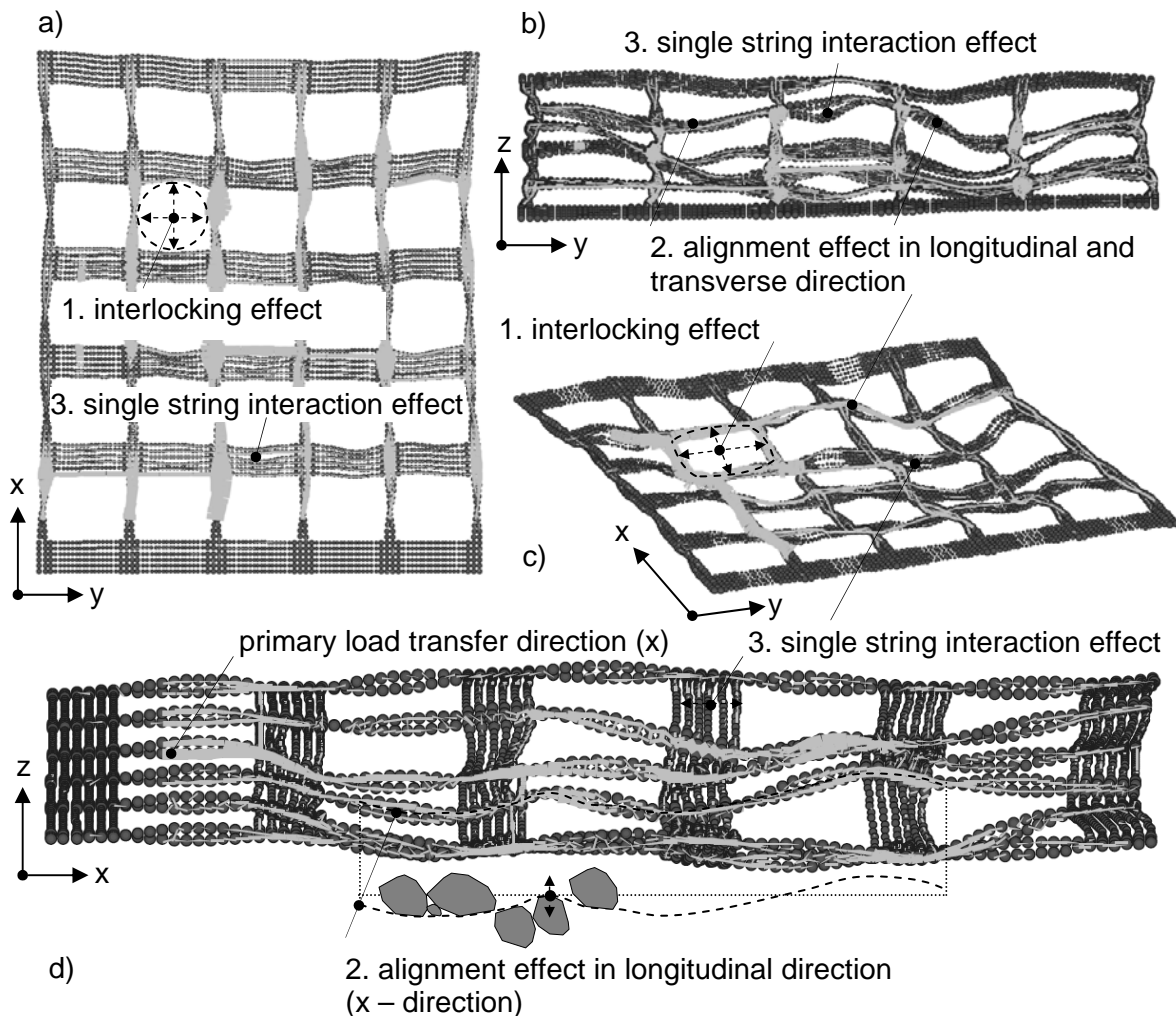 a)
b)
3. single string interaction effect
z
y
2. alignment effect in longitudinal and
transverse direction
1. interlocking effect
1. interlocking effect
3. single string interaction effect
x
y
c)
x
y
3. single string interaction effect
primary load transfer direction (x)
z
x
d)
2. alignment effect in longitudinal direction
(x – direction)